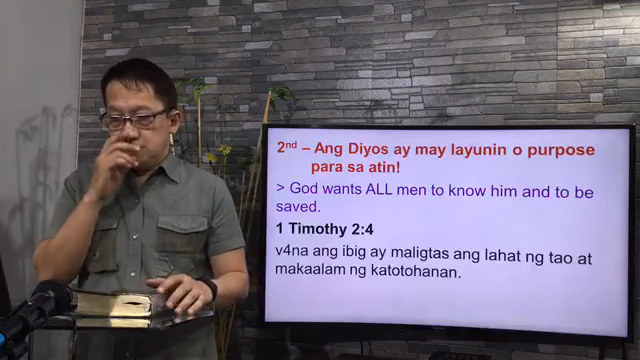 2nd – Ang Diyos ay may layunin o purpose
para sa atin!
> God wants ALL men to know him and to be
saved.
1 Timothy 2:4
v4na ang ibig ay maligtas ang lahat ng tao at
makaalam ng katotohanan.